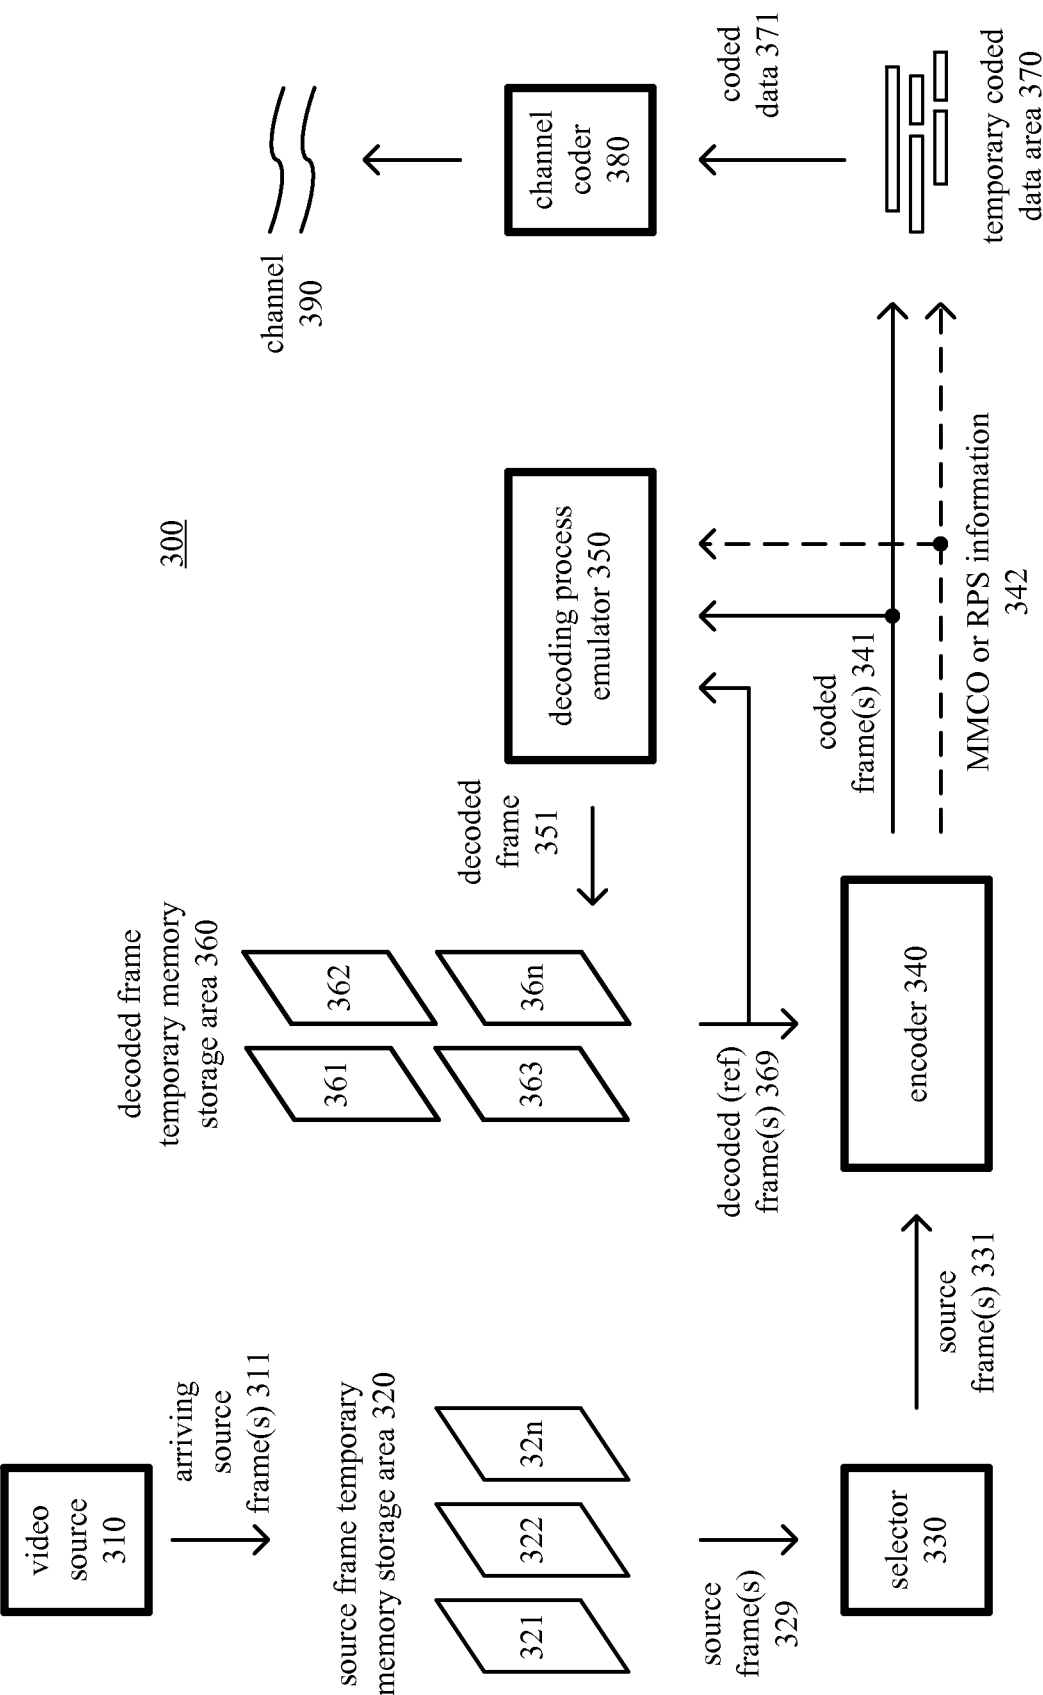 300
video
source
310
arriving
source
frame(s) 311
source frame temporary
memory storage area 320
321
322
32n
source
frame(s)
329
selector
330
source
frame(s) 331
decoded frame
temporary memory
storage area 360
361
362
363
36n
decoded (ref)
frame(s) 369
encoder 340
decoded
frame
351
decoding process
emulator 350
coded
frame(s) 341
MMCO or RPS information
342
channel
390
channel
coder
380
coded
data 371
temporary coded
data area 370